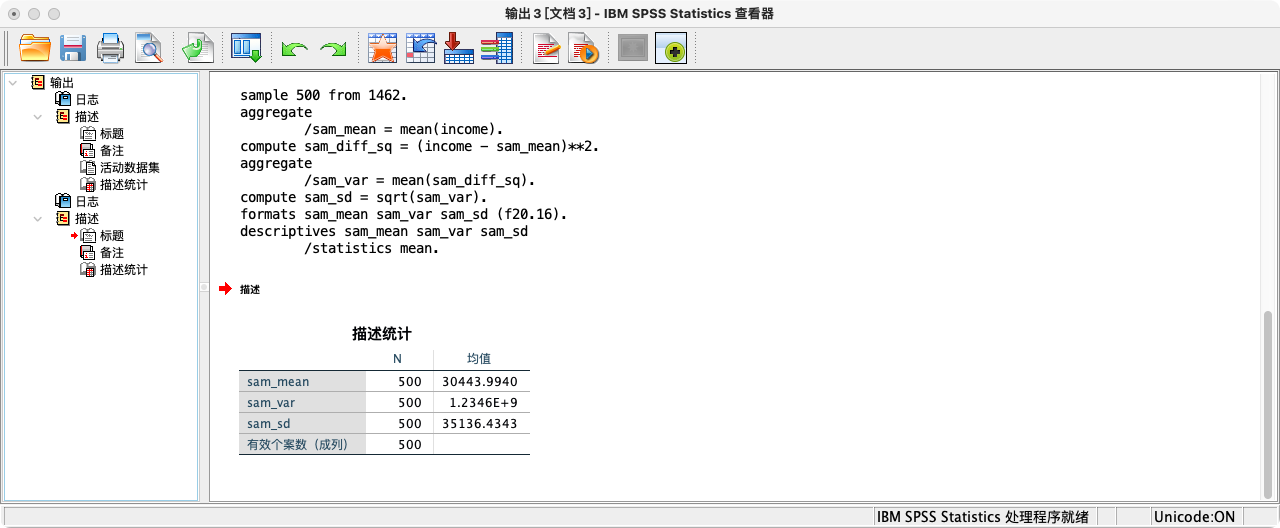 输出 3 [文档 3] - IBM SPSS Statistics 查看器
输出
日志
描述
标题
备注
活动数据集
描述统计
日志
描述
标题
备注
描述统计
sample 500 from 1462.
aggregate
/sam_mean = mean(income).
compute sam_diff_sq = (income - sam_mean)**2.
aggregate
/sam_var = mean(sam_diff_sq).
compute sam_sd = sqrt(sam_var).
formats sam_mean sam_var sam_sd (f20.16).
descriptives sam_mean sam_var sam_sd
/statistics mean.
描述
描述统计
N 均值
sam_mean 500 30443.9940
sam_var 500 1.2346E+9
sam_sd 500 35136.4343
有效个案数（成列） 500
IBM SPSS Statistics 处理程序就绪 Unicode:ON